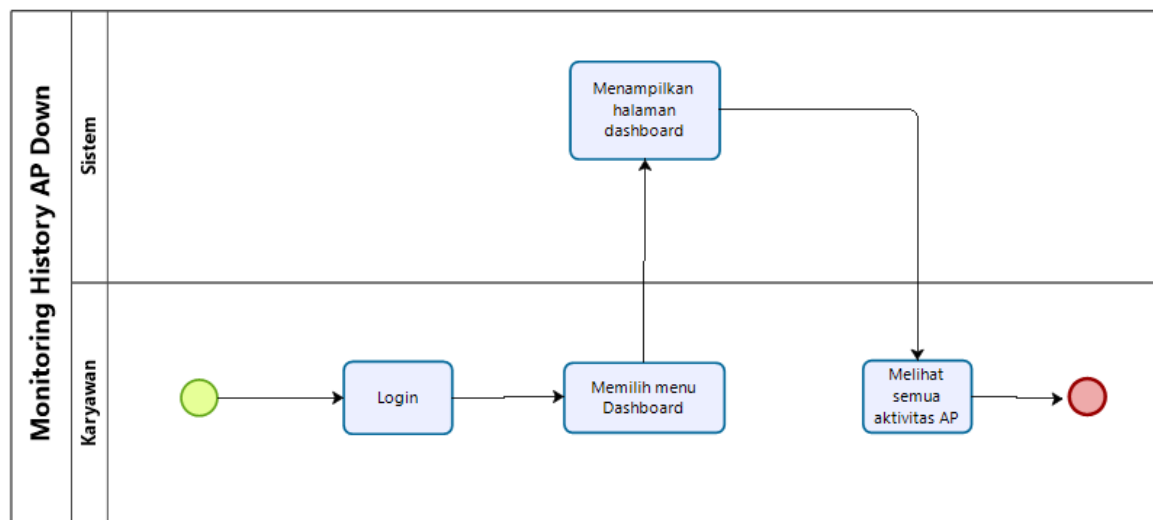 Monitoring History AP Down
Sistem
Menampilkan
halaman
dashboard
Karyawan
Login
Memilih menu
Dashboard
Melihat
semua
aktivitas AP